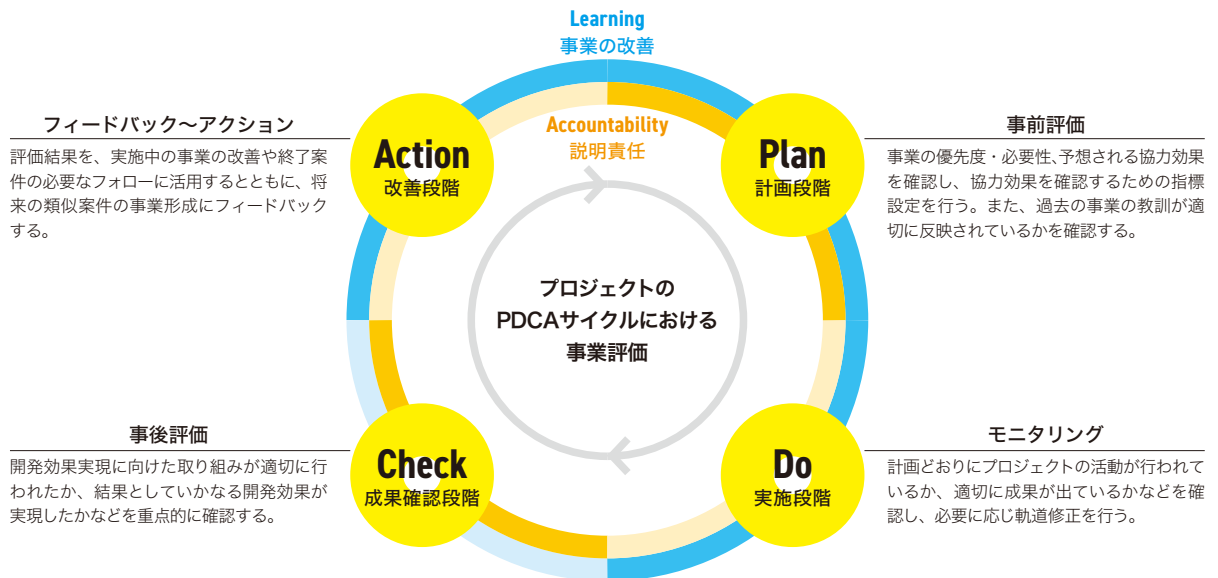 Learning
事業の改善
Accountability
説明責任
フィードバック～アクション
評価結果を、実施中の事業の改善や終了案
件の必要なフォローに活用するとともに、将
来の類似案件の事業形成にフィードバック
する。
Action
改善段階
Plan
計画段階
事前評価
事業の優先度・必要性、予想される協力効果
を確認し、協力効果を確認するための指標
設定を行う。また、過去の事業の教訓が適
切に反映されているかを確認する。
プロジェクトの
PDCAサイクルにおける
事業評価
事後評価
開発効果実現に向けた取り組みが適切に行
われたか、結果としていかなる開発効果が
実現したかなどを重点的に確認する。
Check
成果確認段階
Do
実施段階
モニタリング
計画どおりにプロジェクトの活動が行われて
いるか、適切に成果が出ているかなどを確
認し、必要に応じ軌道修正を行う。